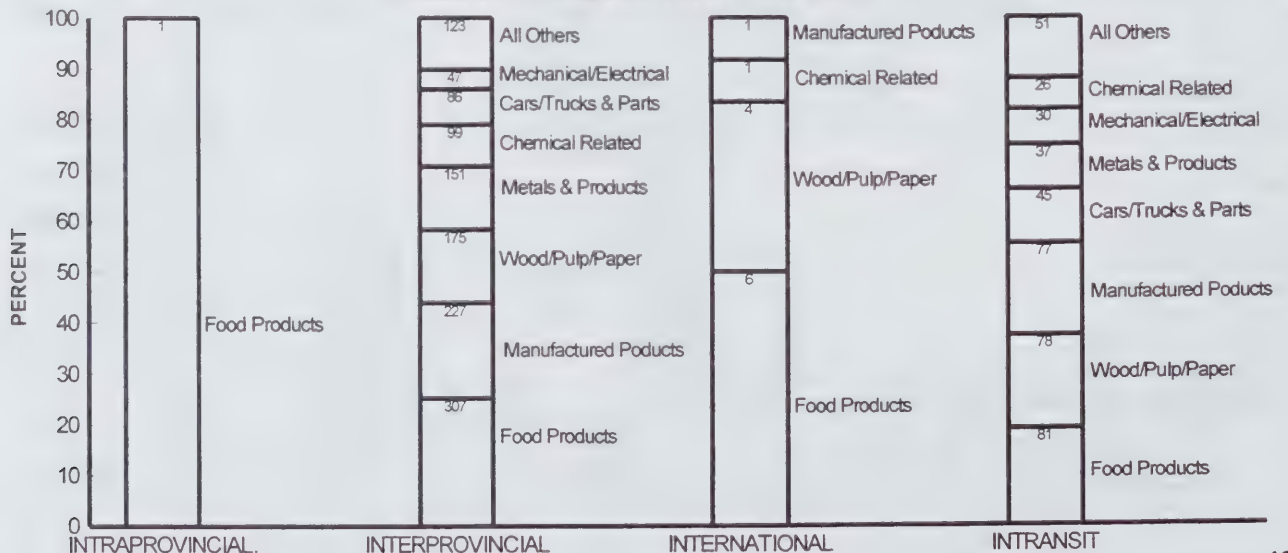 PERCENT
100
90
80
70
60
50
40
30
20
10
0
1
Food Products
INTRAPROVINCIAL.
123
All Others
47
Mechanical/Electrical
86
Cars/Trucks & Parts
99
Chemical Related
151
Metals & Products
175
Wood/Pulp/Paper
227
Manufactured Poducts
307
Food Products
INTERPROVINCIAL
1
Manufactured Poducts
1
Chemical Related
4
Wood/Pulp/Paper
6
Food Products
INTERNATIONAL
51
All Others
26
Chemical Related
30
Mechanical/Electrical
37
Metals & Products
45
Cars/Trucks & Parts
77
Manufactured Poducts
78
Wood/Pulp/Paper
81
Food Products
INTRANSIT